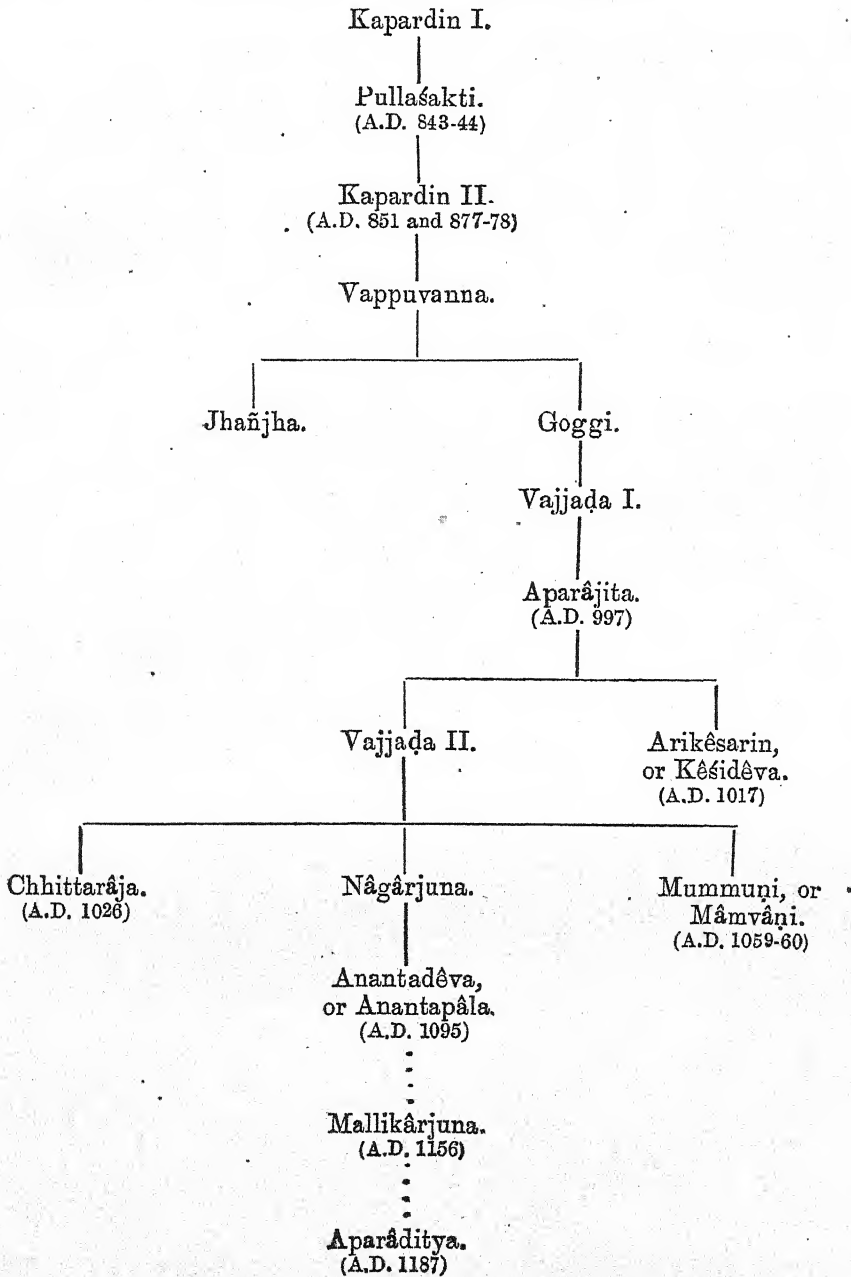 Kapardin I.
Pullaśakti.
(A.D. 843-44)
Kapardin II.
(A.D. 851 and 877-78)
Vappuvanna.
Jhañjha.
Goggi.
Vajjaḍa I.
Aparâjita.
(A.D. 997)
Vajjaḍa II.
Arikêsarin,
or Kêśidêva.
(A.D. 1017)
Chhittarâja.
(A.D. 1026)
Nâgârjuna.
Mummuṇi, or
Mâmvâṇi.
(A.D. 1059-60)
Anantadêva,
or Anantapâla.
(A.D. 1095)
Mallikârjuna.
(A.D. 1156)
Aparâditya.
(A.D. 1187)